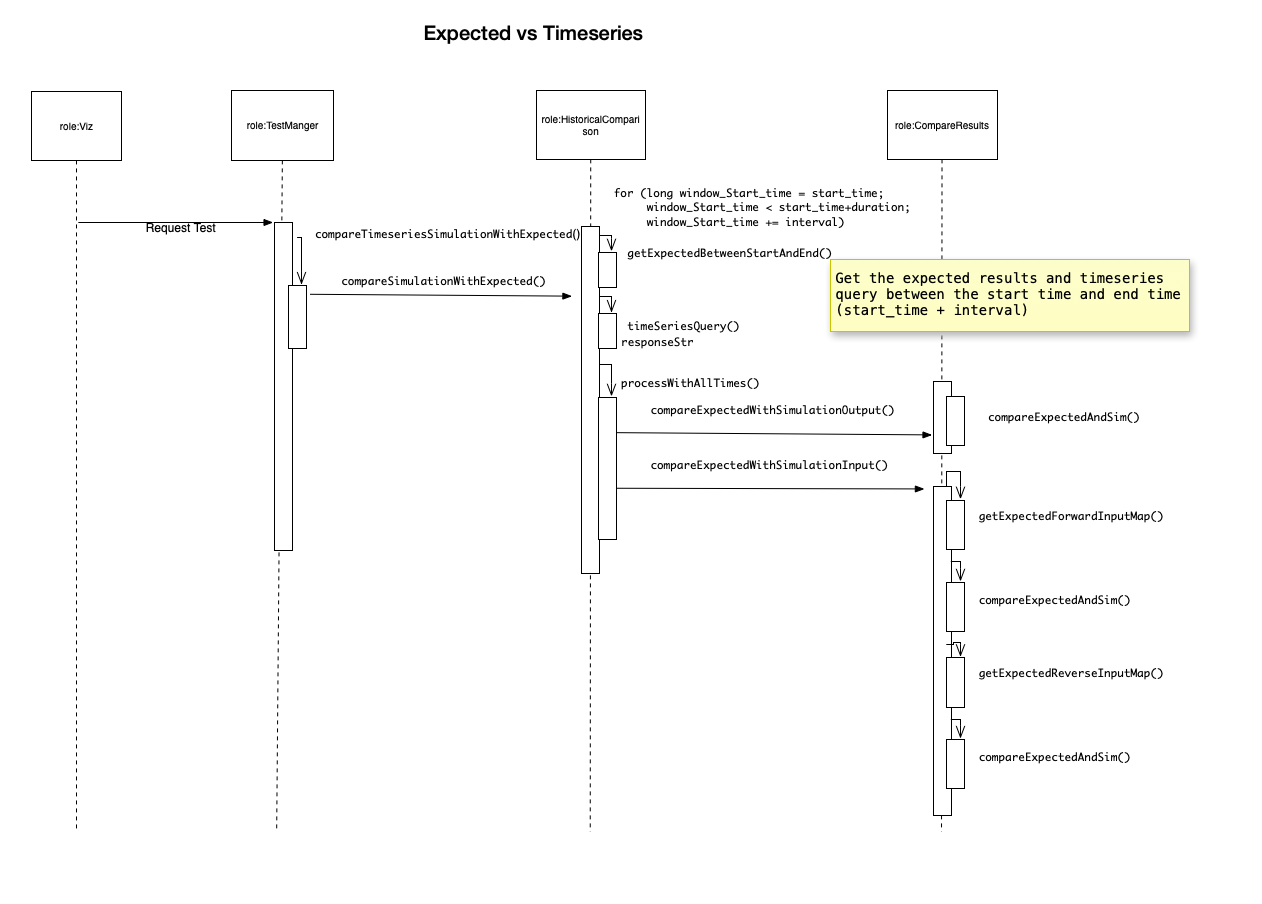 Expected vs Timeseries
role:Viz
role:TestManger
role:HistoricalCompari
son
role:CompareResults
for (long window_Start_time = start_time;
window_Start_time < start_time+duration;
window_Start_time += interval)
Request Test
compareTimeseriesSimulationWithExpected()
getExpectedBetweenStartAndEnd()
Get the expected results and timeseries
query between the start time and end time
(start_time + interval)
compareSimulationWithExpected()
timeSeriesQuery()
responseStr
processWithAllTimes()
compareExpectedWithSimulationOutput()
compareExpectedAndSim()
compareExpectedWithSimulationInput()
getExpectedForwardInputMap()
compareExpectedAndSim()
getExpectedReverseInputMap()
compareExpectedAndSim()